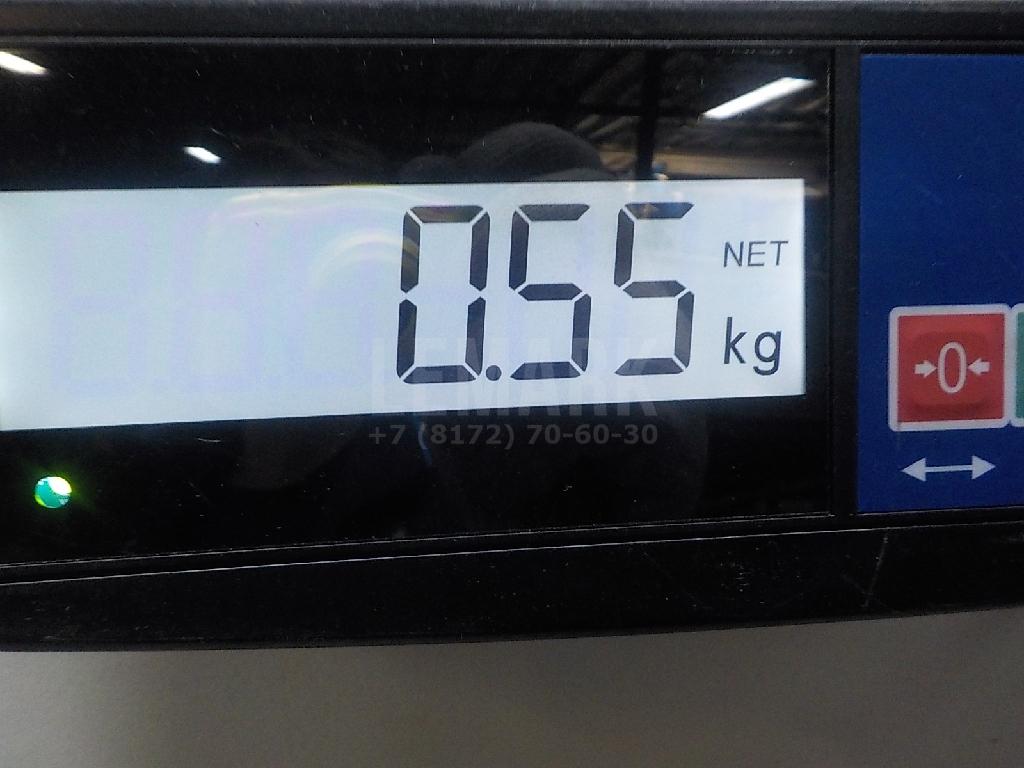 0.55
NET
kg
→0←
LEMARK
+7 (8172) 70-60-30